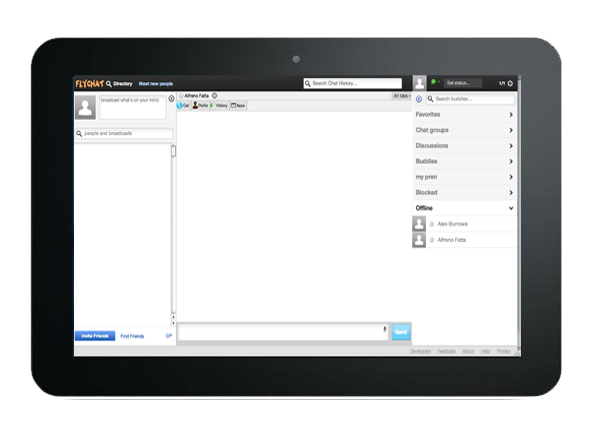 FLYCHAT Directory Meet new people Search Chat History... Set status... 1/1
broadcast what's on your mind
people and broadcasts
Invite Friends Find Friends
Alfreno Fatta All tabs
Call Profile History Apps
Send
Search buddies...
Favorites
Chat groups
Discussions
Buddies
my pren
Blocked
Offline
Alex Burrows
Alfreno Fatta
Developers Feedback About Help Privacy